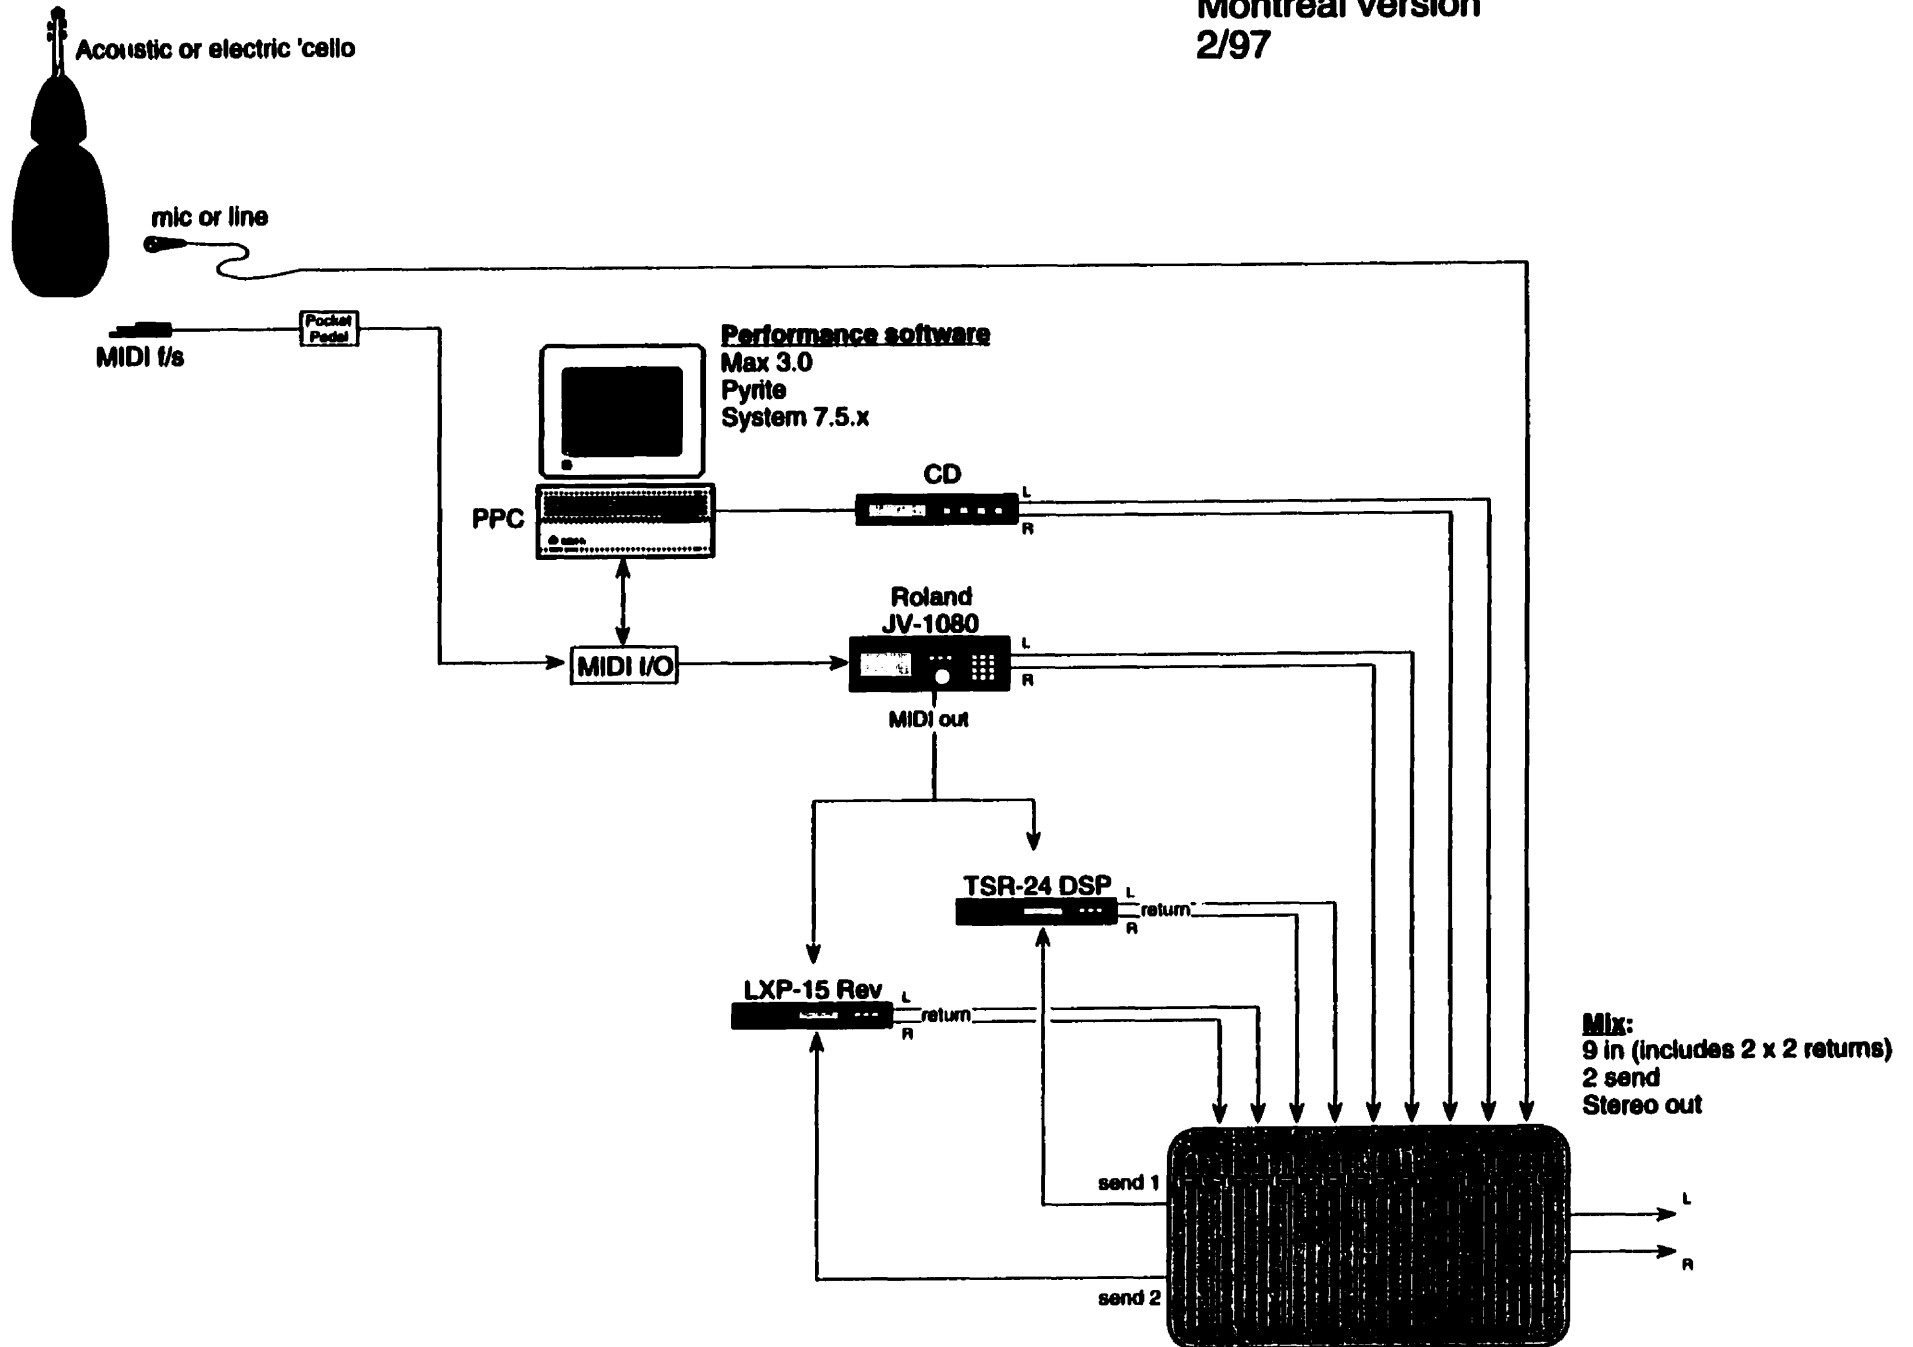 Montreal version
2/97
Acoustic or electric 'cello
mic or line
MIDI f/s
Pocket
Pedal
Performance software
Max 3.0
Pyrite
System 7.5.x
PPC
CD
L
R
MIDI I/O
Roland
JV-1080
L
R
MIDI out
TSR-24 DSP
L
return
R
LXP-15 Rev
L
return
R
Mix:
9 in (includes 2 x 2 returns)
2 send
Stereo out
send 1
send 2
L
R